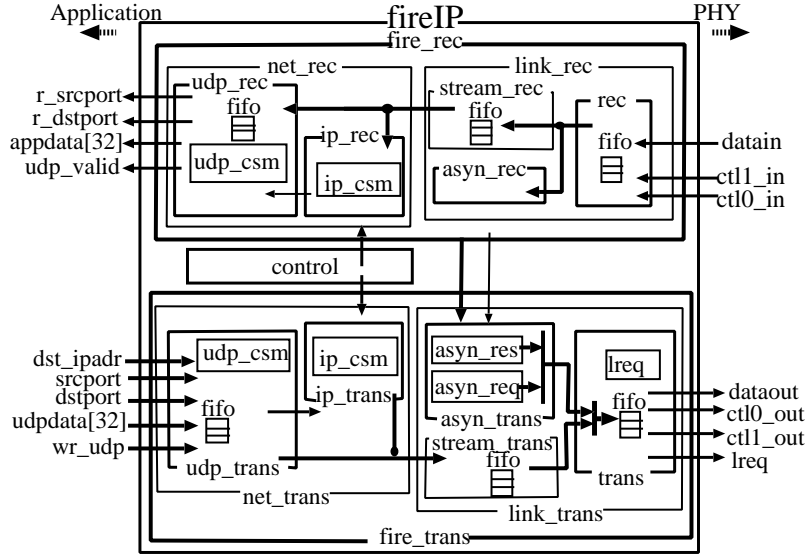 Application
fireIP
PHY
fire_rec
net_rec
link_rec
udp_rec
stream_rec
rec
r_srcport
fifo
fifo
r_dstport
ip_rec
fifo
datain
appdata[32]
udp_csm
asyn_rec
udp_valid
ip_csm
ctl1_in
ctl0_in
control
udp_csm
ip_csm
asyn_res
lreq
dst_ipadr
srcport
asyn_req
dstport
ip_trans
dataout
fifo
asyn_trans
fifo
ctl0_out
udpdata[32]
stream_trans
ctl1_out
wr_udp
fifo
lreq
udp_trans
trans
net_trans
link_trans
fire_trans